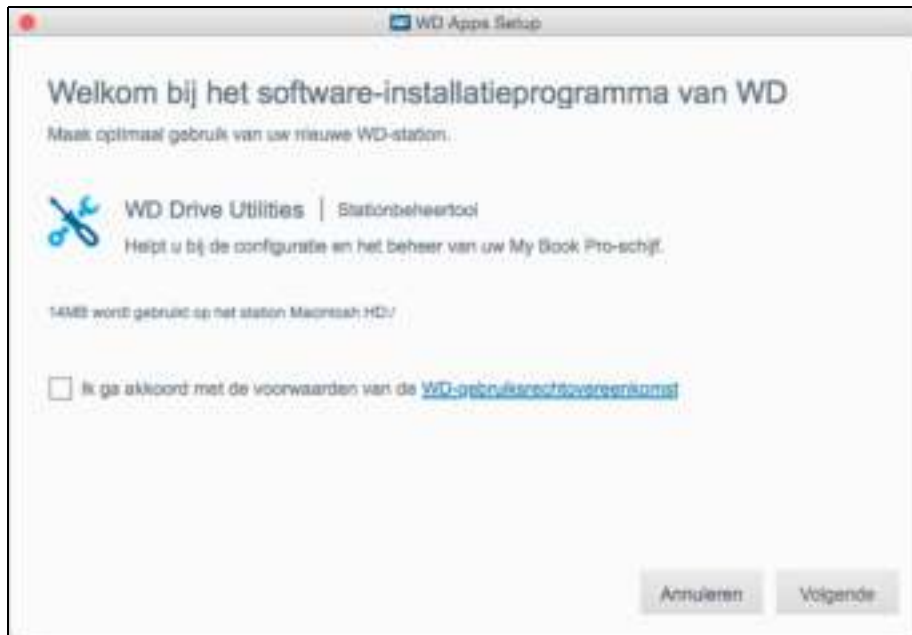 WD Apps Setup
Welkom bij het software-installatieprogramma van WD
Maak optimaal gebruik van uw nieuwe WD-station.
WD Drive Utilities | Stationbeheertool
Helpt u bij de configuratie en het beheer van uw My Book Pro-schijf.
14MB wordt gebruikt op het station Macintosh HD:/
Ik ga akkoord met de voorwaarden van de WD-gebruiksrechtovereenkomst
Annuleren
Volgende